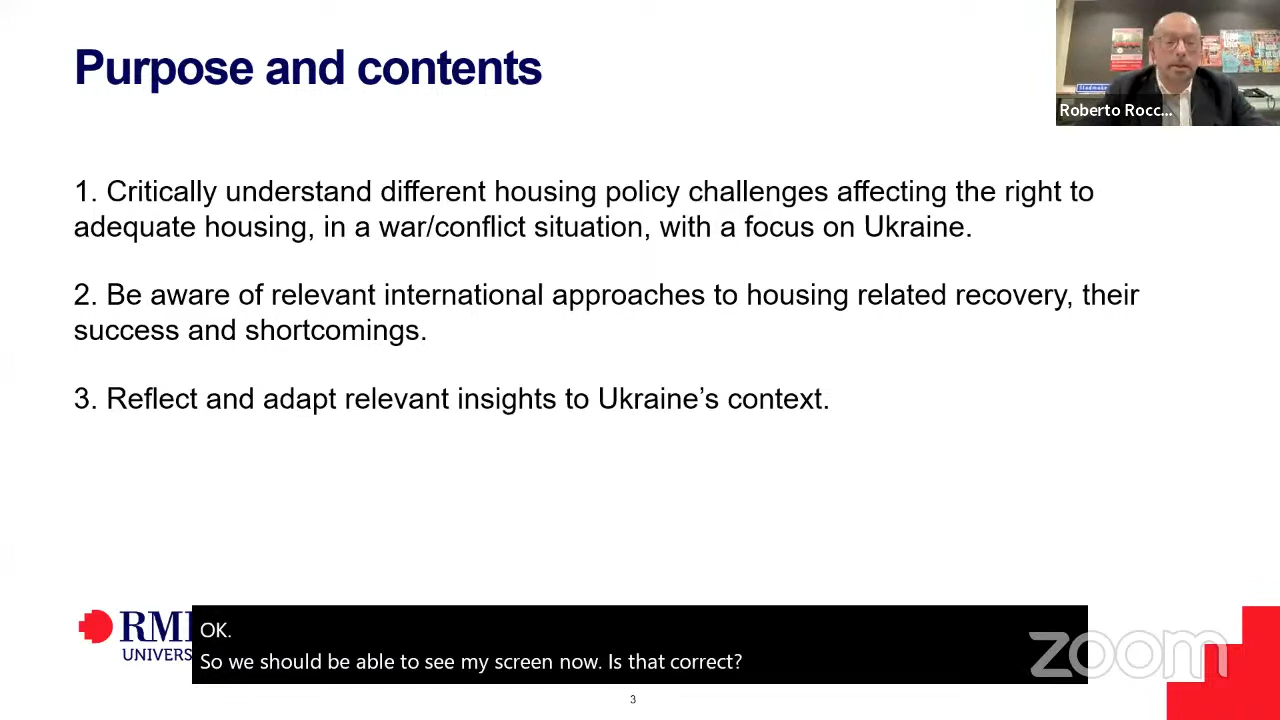 Purpose and contents
Roberto Rocc...
1. Critically understand different housing policy challenges affecting the right to
adequate housing, in a war/conflict situation, with a focus on Ukraine.
2. Be aware of relevant international approaches to housing related recovery, their
success and shortcomings.
3. Reflect and adapt relevant insights to Ukraine’s context.
RMI
UNIVERS
OK.
So we should be able to see my screen now. Is that correct?
zoom
3